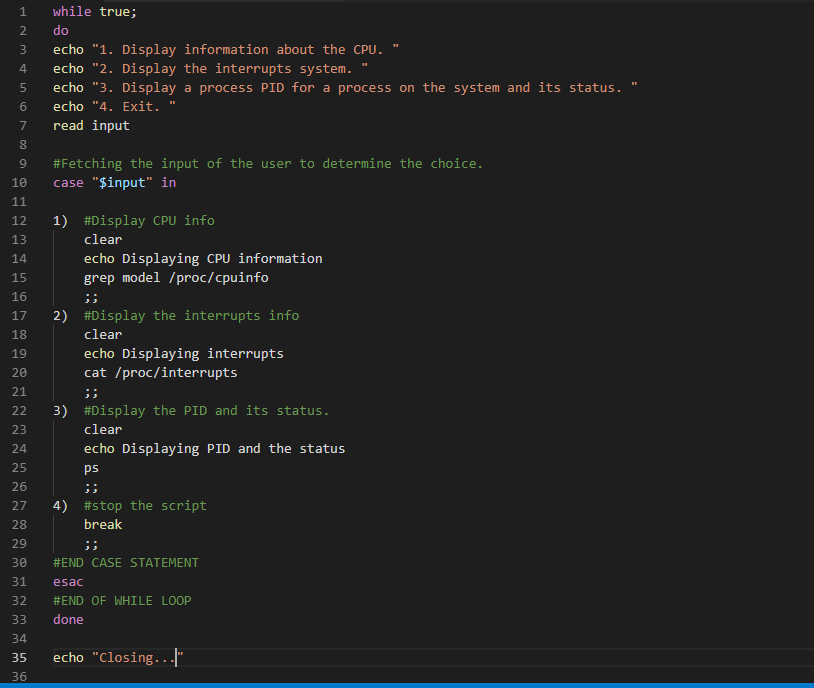 1 while true;
2 do
3 echo "1. Display information about the CPU. "
4 echo "2. Display the interrupts system. "
5 echo "3. Display a process PID for a process on the system and its status. "
6 echo "4. Exit. "
7 read input
8
9 #Fetching the input of the user to determine the choice.
10 case "$input" in
11
12 1)  #Display CPU info
13     clear
14     echo Displaying CPU information
15     grep model /proc/cpuinfo
16     ;;
17 2)  #Display the interrupts info
18     clear
19     echo Displaying interrupts
20     cat /proc/interrupts
21     ;;
22 3)  #Display the PID and its status.
23     clear
24     echo Displaying PID and the status
25     ps
26     ;;
27 4)  #stop the script
28     break
29     ;;
30 #END CASE STATEMENT
31 esac
32 #END OF WHILE LOOP
33 done
34
35 echo "Closing..."
36